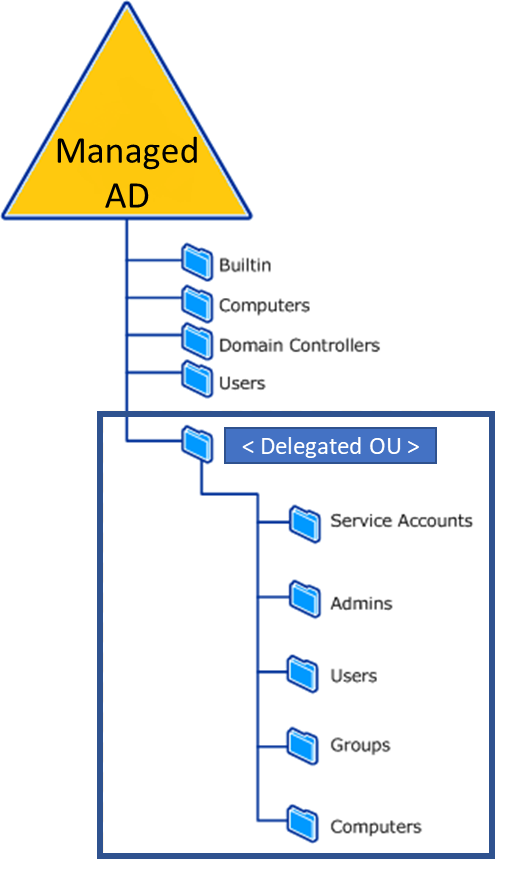 Managed
AD
Builtin
Computers
Domain Controllers
Users
< Delegated OU >
Service Accounts
Admins
Users
Groups
Computers